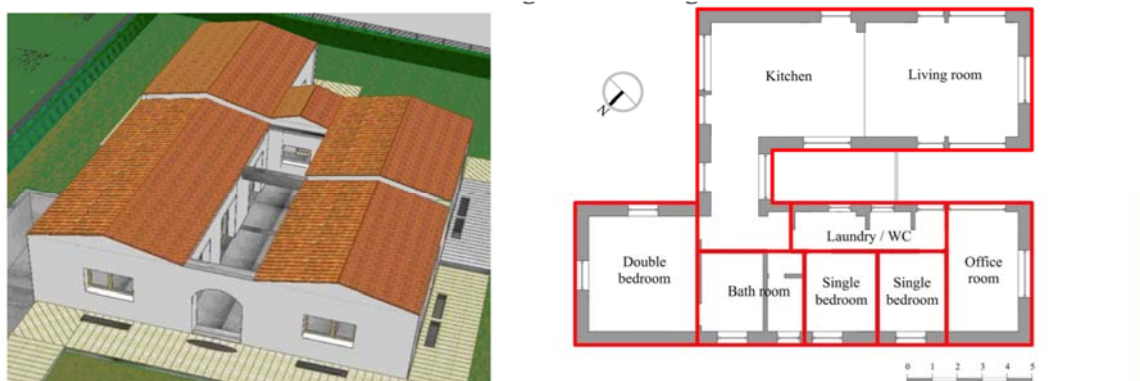 Kitchen
Living room
N
Laundry / WC
Double
bedroom
Bath room
Single
bedroom
Single
bedroom
Office
room
0 1 2 3 4 5